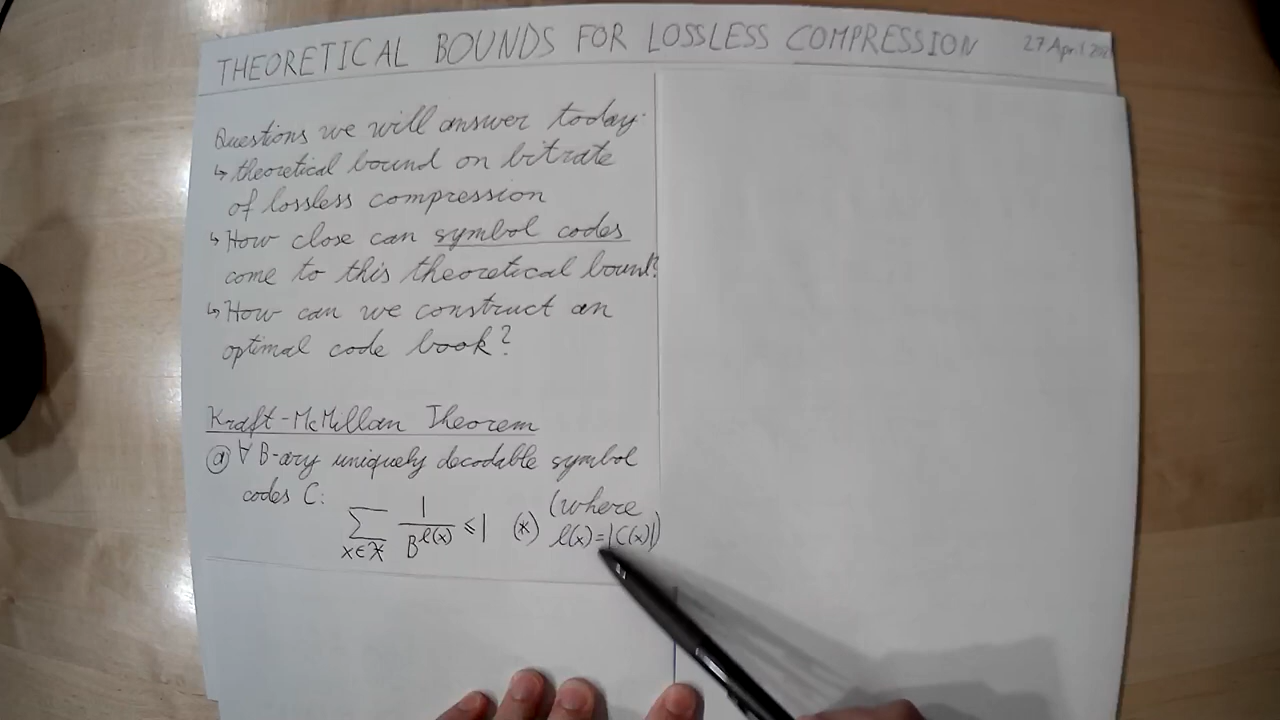 THEORETICAL BOUNDS FOR LOSSLESS COMPRESSION 27 April
Questions we will answer today:
↳ theoretical bound on bitrate
of lossless compression
↳ How close can symbol codes
come to this theoretical bound?
↳ How can we construct an
optimal code book?
Kraft-McMillan Theorem
ⓐ ∀ B-ary uniquely decodable symbol
codes C:
∑_{x∈𝒳} 1/B^{ℓ(x)} ≤ 1 (*) (where
ℓ(x)=|C(x)|)